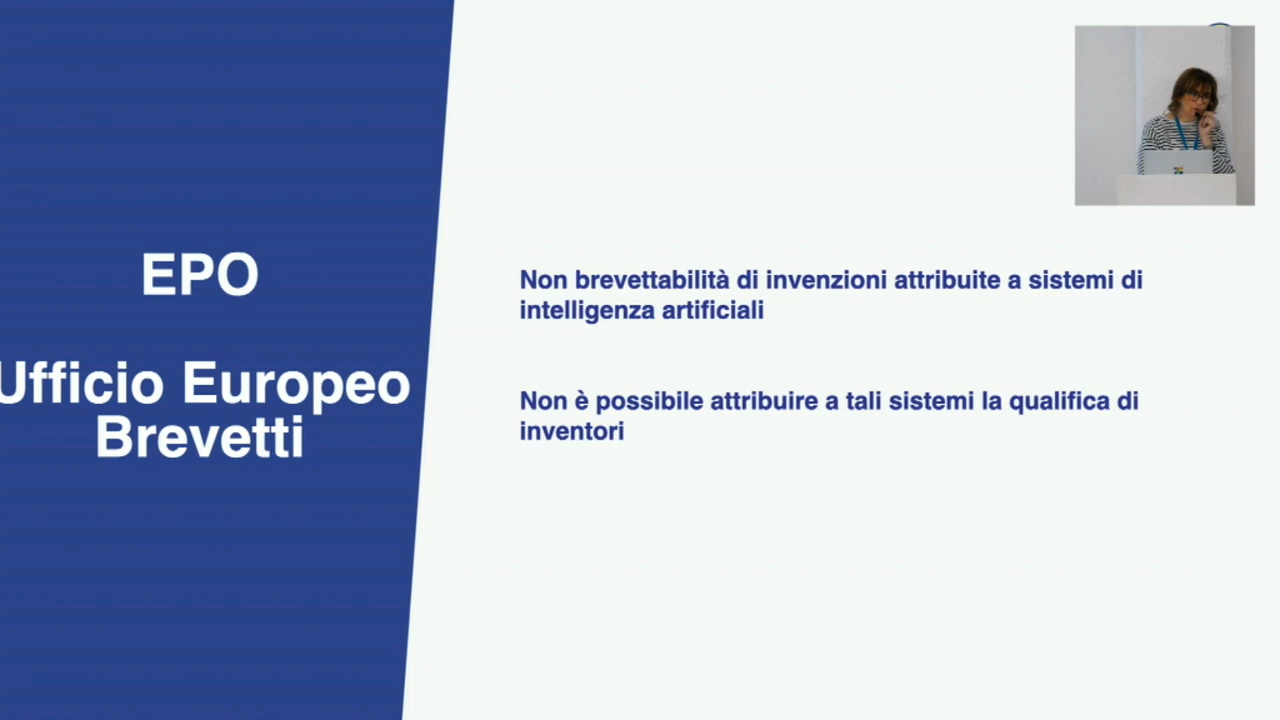 EPO
Ufficio Europeo
Brevetti
Non brevettabilità di invenzioni attribuite a sistemi di
intelligenza artificiali
Non è possibile attribuire a tali sistemi la qualifica di
inventori